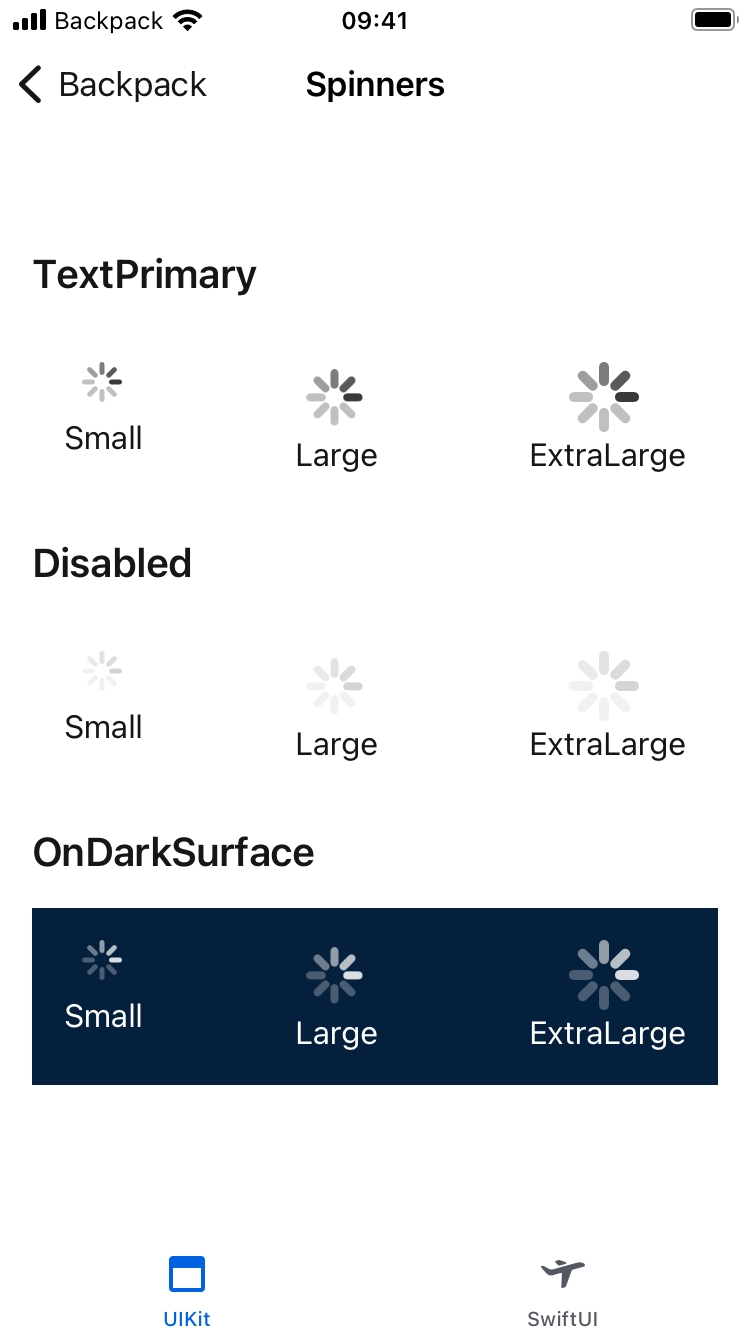 Backpack 09:41
Backpack Spinners
TextPrimary
Small Large ExtraLarge
Disabled
Small Large ExtraLarge
OnDarkSurface
Small Large ExtraLarge
UIKit SwiftUI